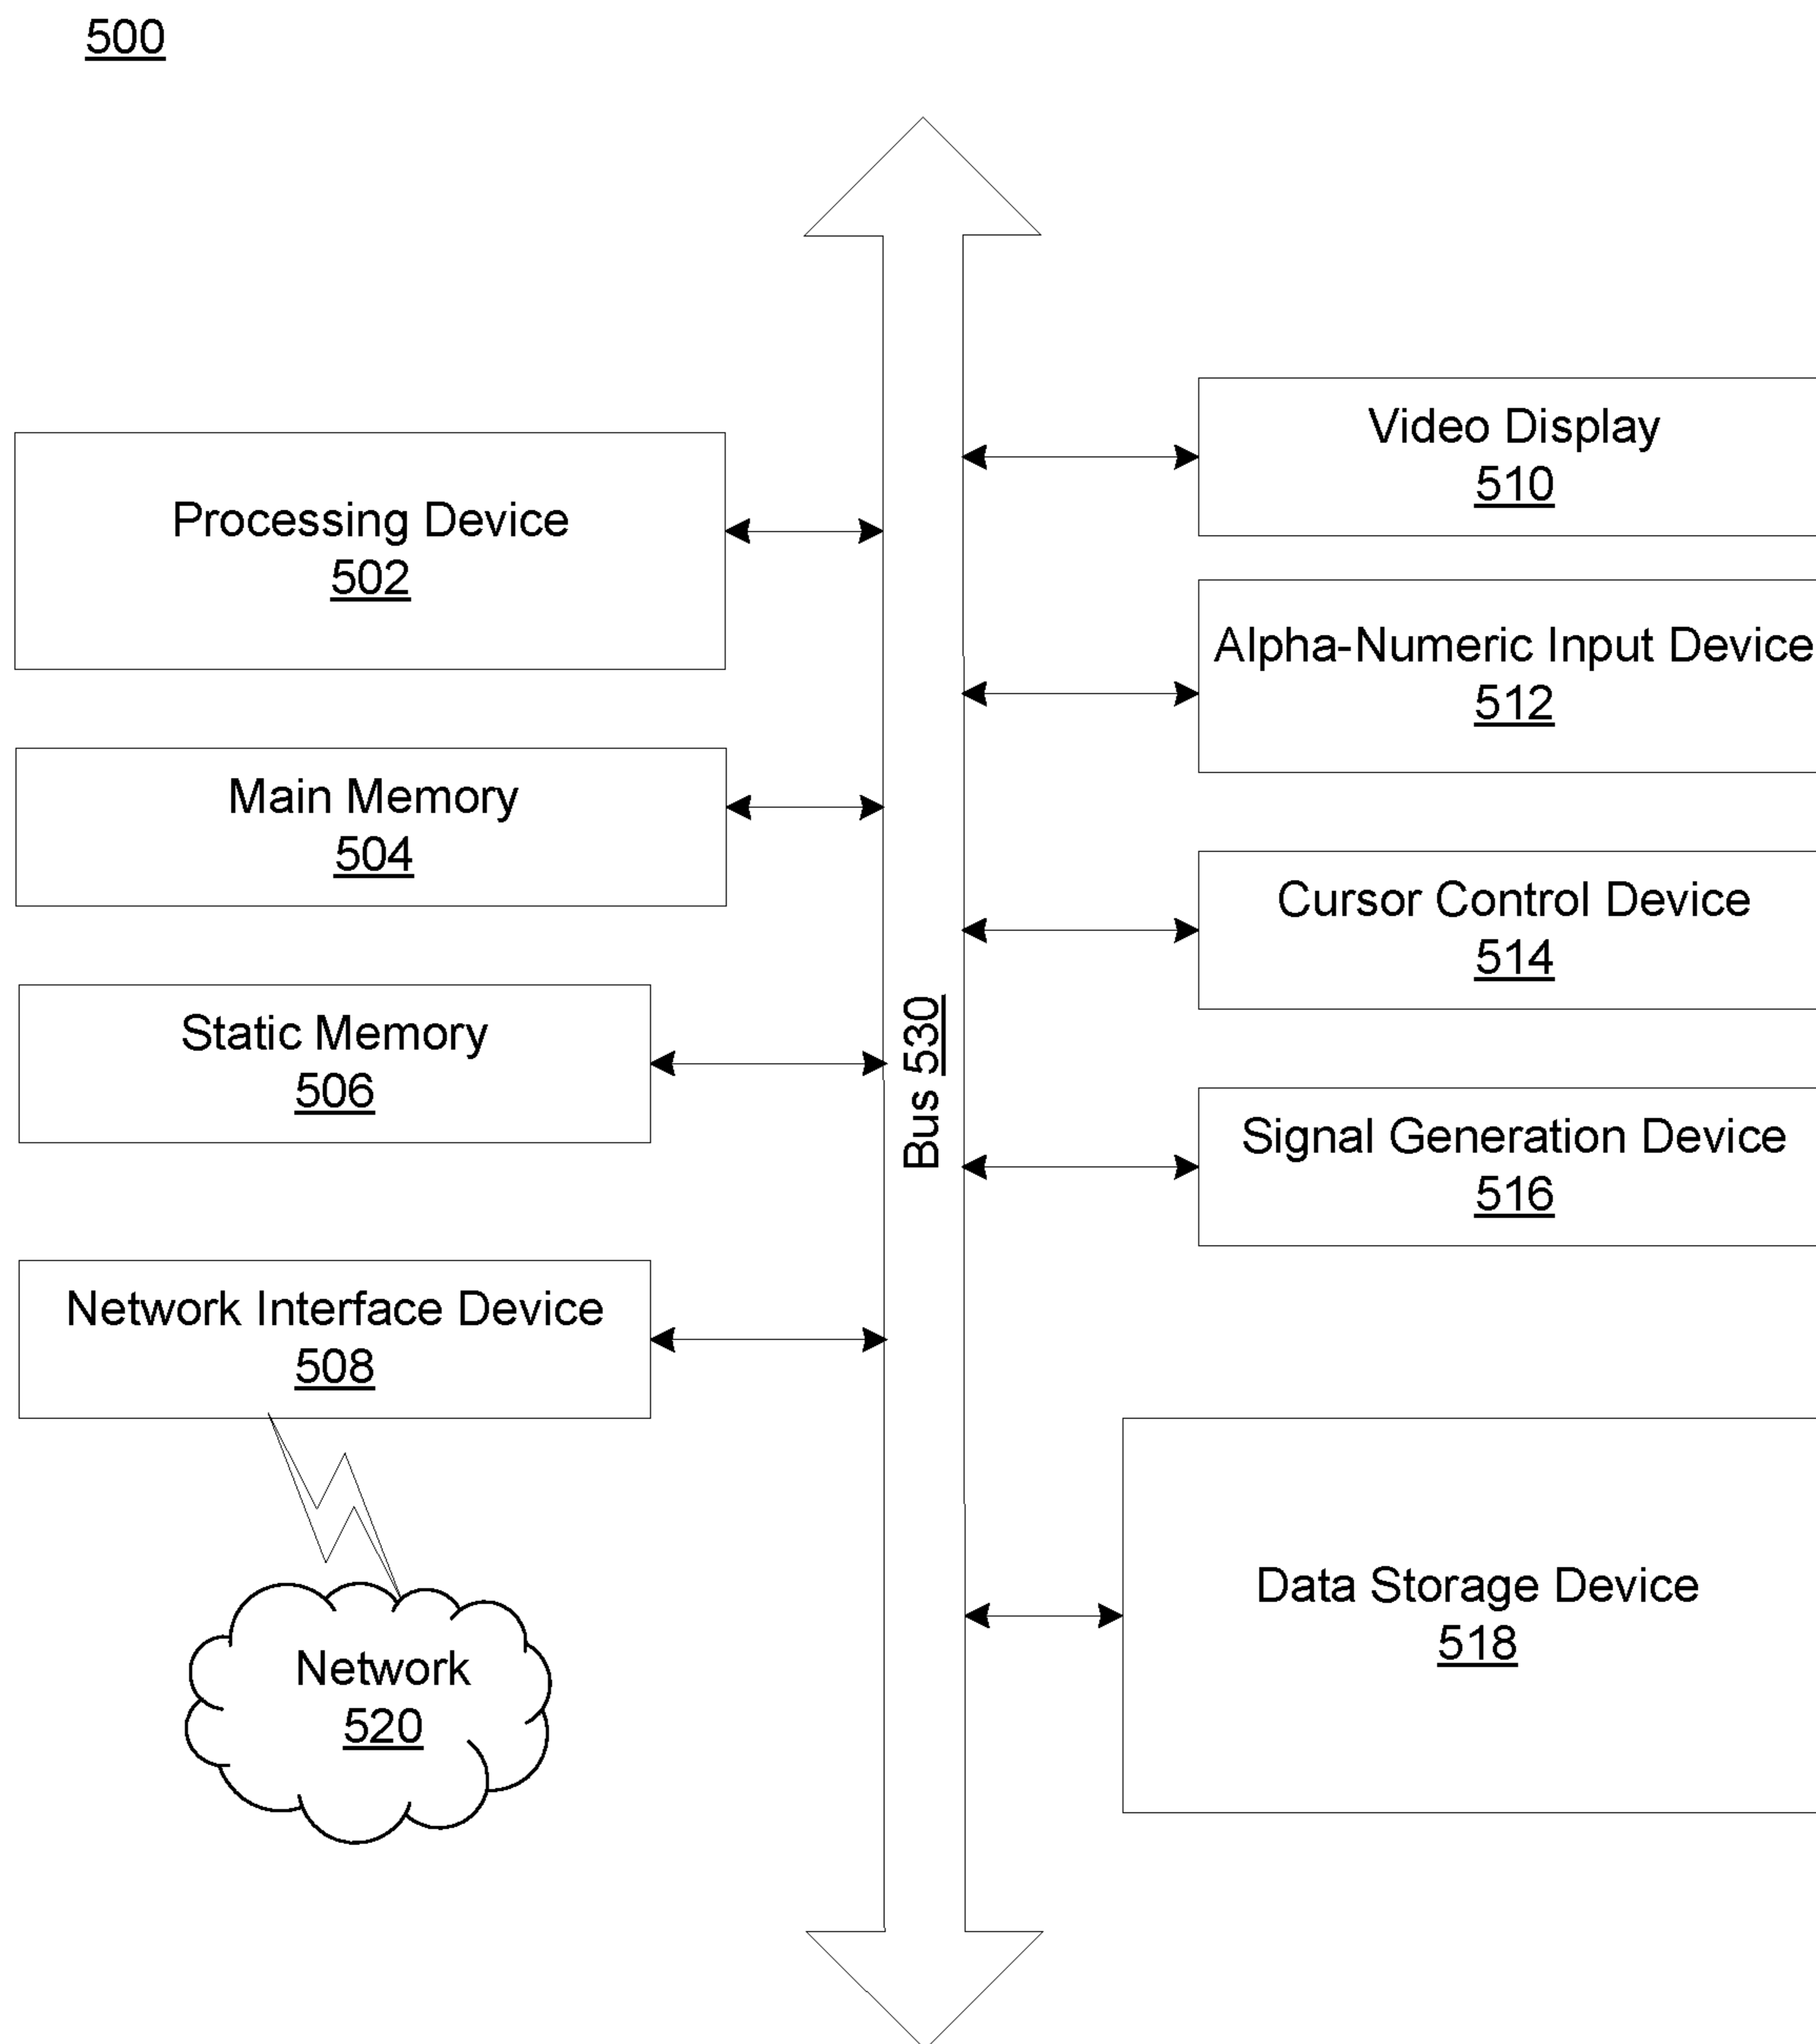 500
Processing Device
502
Main Memory
504
Static Memory
506
Network Interface Device
508
Network
520
Bus 530
Video Display
510
Alpha-Numeric Input Device
512
Cursor Control Device
514
Signal Generation Device
516
Data Storage Device
518